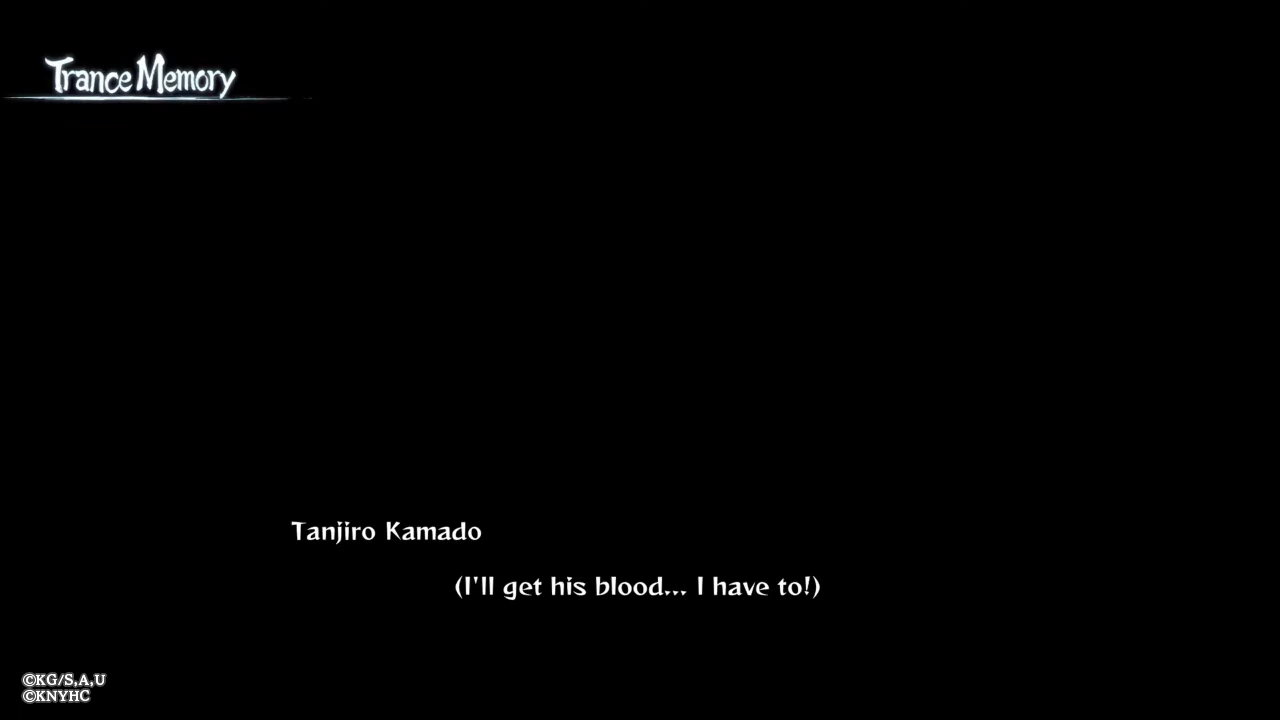 Trance Memory
Tanjiro Kamado
(I'll get his blood... I have to!)
©KG/S,A,U
©KNYHC